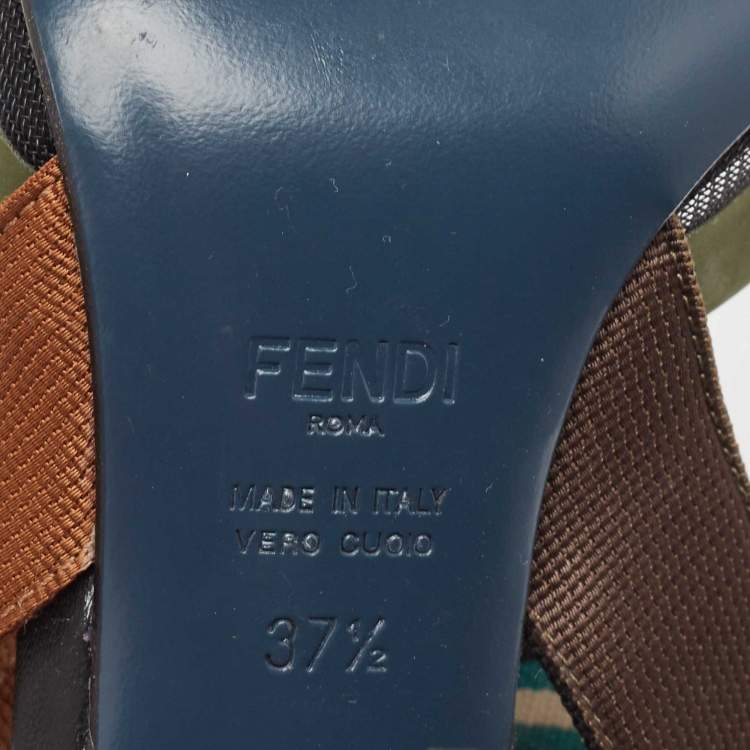 FENDI
ROMA
MADE IN ITALY
VERO CUOIO
37½